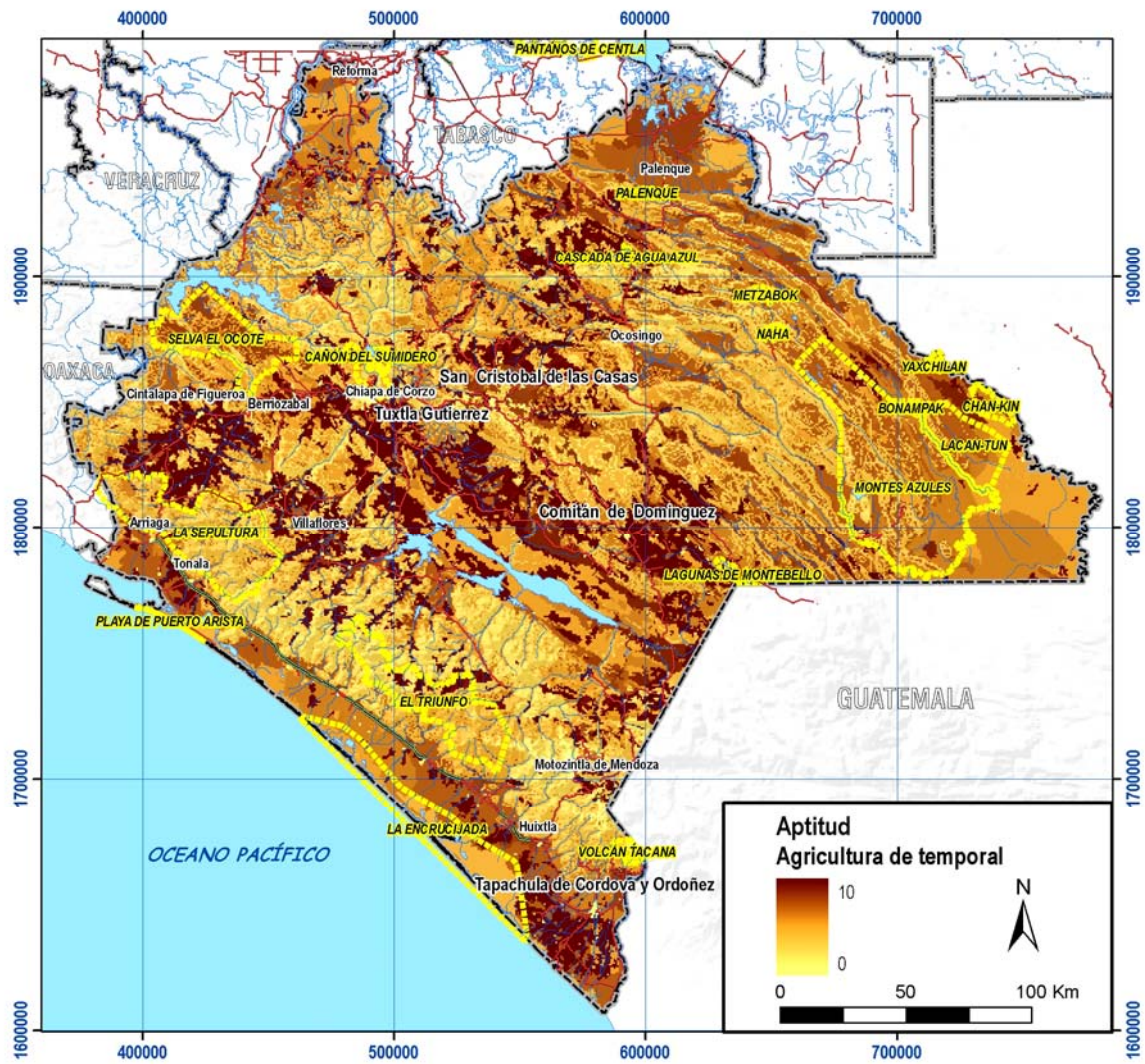 400000
500000
600000
700000
PANTANOS DE CENTLA
Reforma
TABASCO
VERACRUZ
Palenque
PALENQUE
CASCADA DE AGUA AZUL
1900000
1900000
METZABOK
Ocosingo
NAHA
SELVA EL OCOTE
CAÑON DEL SUMIDERO
YAXCHILAN
OAXACA
San Cristobal de las Casas
Cintalapa de Figueroa
Chiapa de Corzo
Berriozabal
BONAMPAK
CHAN-KIN
Tuxtla Gutierrez
LACAN-TUN
MONTES AZULES
Comitán de Domínguez
Arriaga
Villaflores
1800000
1800000
LA SEPULTURA
Tonala
LAGUNAS DE MONTEBELLO
PLAYA DE PUERTO ARISTA
EL TRIUNFO
GUATEMALA
Motozintla de Mendoza
1700000
1700000
LA ENCRUCIJADA
Huixtla
OCEANO PACÍFICO
VOLCÁN TACANA
Tapachula de Cordova y Ordoñez
Aptitud
Agricultura de temporal
10
0
N
0
50
100 Km
1600000
1600000
400000
500000
600000
700000